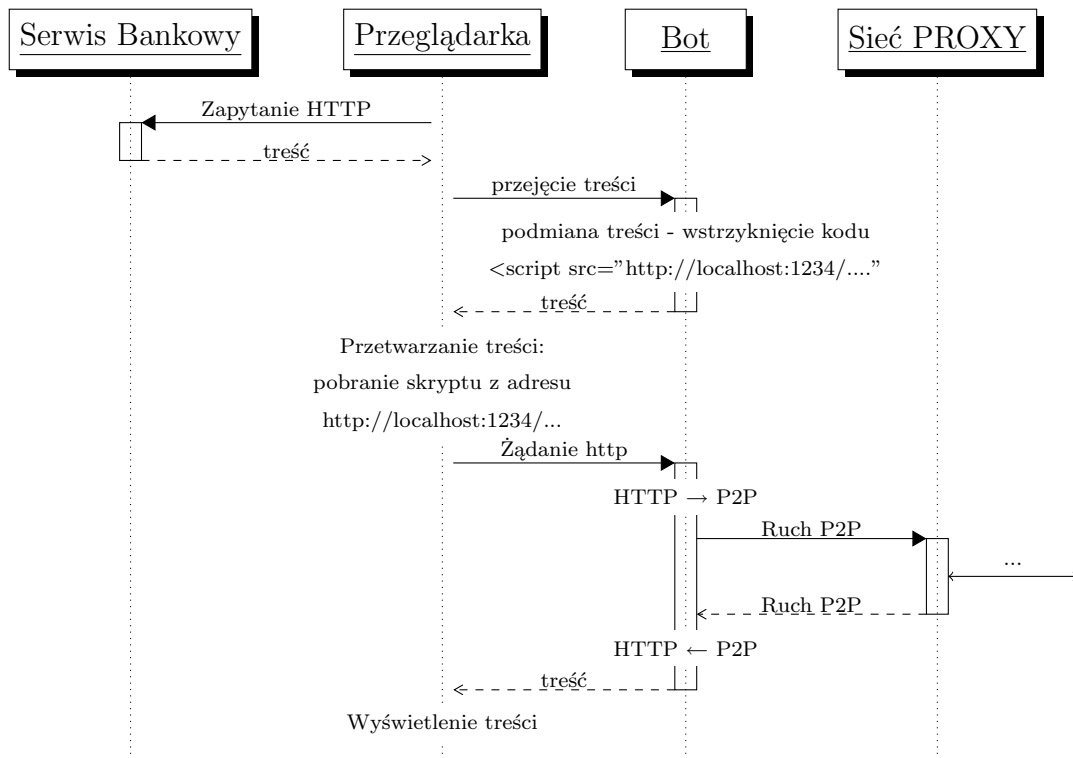 Serwis Bankowy
Przeglądarka
Bot
Sieć PROXY
Zapytanie HTTP
treść
przejęcie treści
podmiana treści - wstrzyknięcie kodu
<script src=”http://localhost:1234/....”
treść
Przetwarzanie treści:
pobranie skryptu z adresu
http://localhost:1234/...
Żądanie http
HTTP → P2P
Ruch P2P
...
Ruch P2P
HTTP ← P2P
treść
Wyświetlenie treści